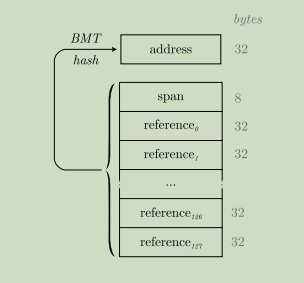 bytes
BMT
hash
address 32
span 8
reference₀ 32
reference₁ 32
...
reference₁₂₆ 32
reference₁₂₇ 32